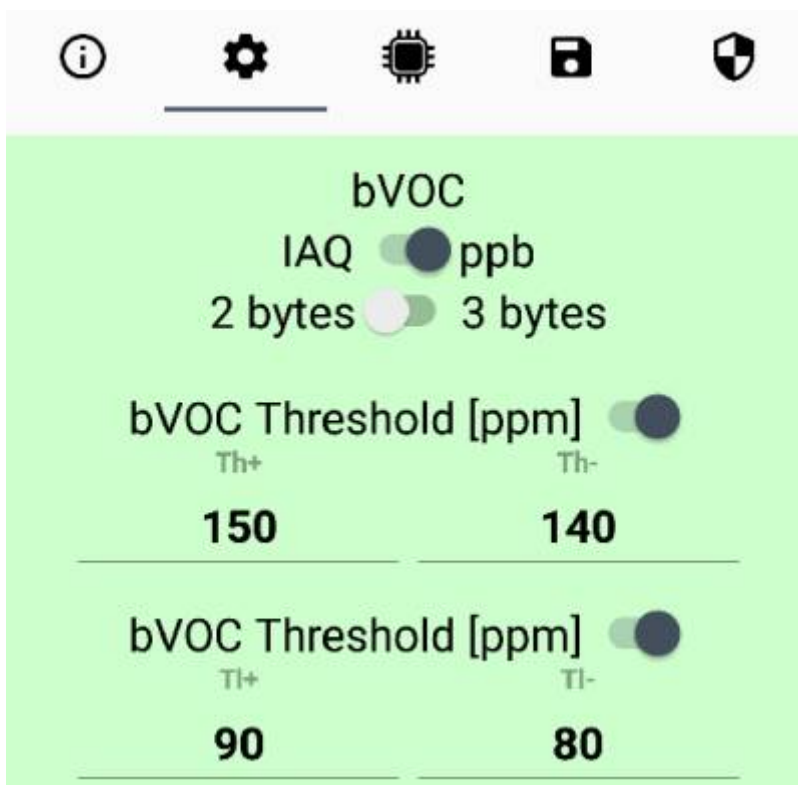 bVOC
IAQ ppb
2 bytes 3 bytes
bVOC Threshold [ppm]
Th+ Th-
150 140
bVOC Threshold [ppm]
Tl+ Tl-
90 80